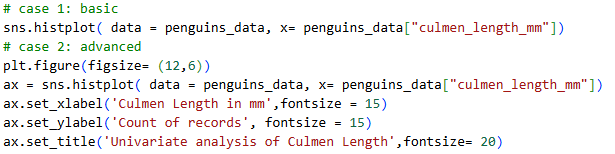 # case 1: basic
sns.histplot( data = penguins_data, x= penguins_data["culmen_length_mm"])
# case 2: advanced
plt.figure(figsize= (12,6))
ax = sns.histplot( data = penguins_data, x= penguins_data["culmen_length_mm"])
ax.set_xlabel('Culmen Length in mm',fontsize = 15)
ax.set_ylabel('Count of records', fontsize = 15)
ax.set_title('Univariate analysis of Culmen Length',fontsize= 20)